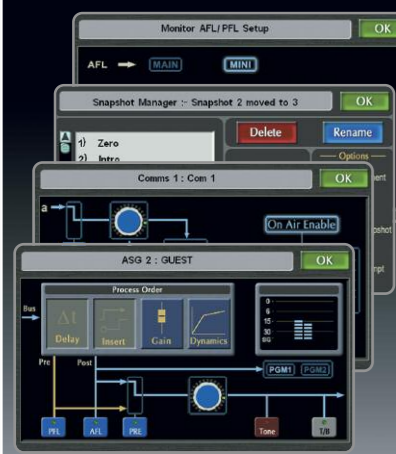 Monitor AFL/PFL Setup
OK
AFL
MAIN
MINI
Snapshot Manager :- Snapshot 2 moved to 3
OK
Delete
Rename
1) Zero
2) Intro
Options
Comms 1 : Com 1
OK
a
On Air Enable
ASG 2 : GUEST
OK
Process Order
Bus
Δt
Delay
Insert
Gain
Dynamics
0
6
15
30
60
Pre
Post
PGM1
PGM2
PFL
AFL
PRE
Tone
T/B